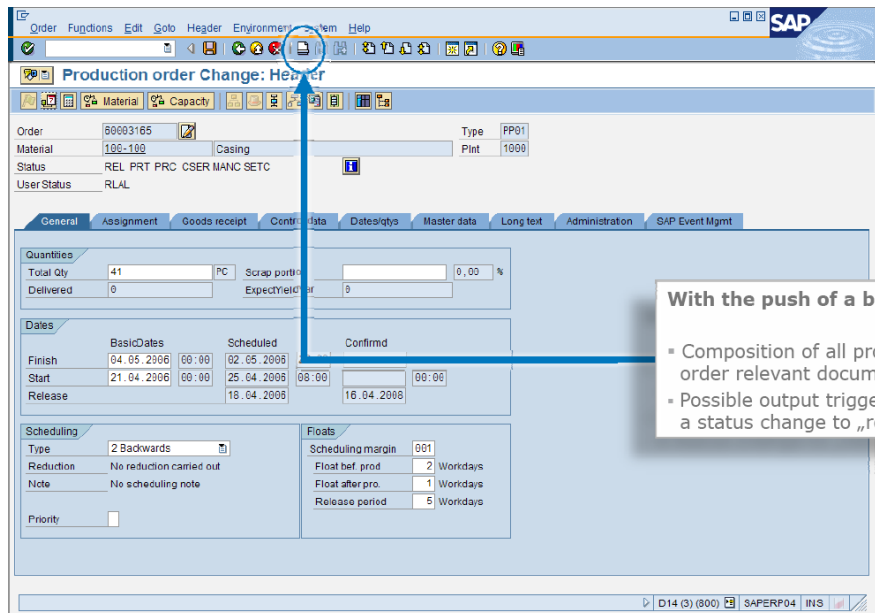 Order Functions Edit Goto Header Environment System Help
SAP
Production order Change: Header
Material Capacity
Order 60003165 Type PP01
Material 100-100 Casing Plnt 1000
Status REL PRT PRC CSER MANC SETC
User Status RLAL
General Assignment Goods receipt Control data Dates/qtys Master data Long text Administration SAP Event Mgmt
Quantities
Total Qty 41 PC Scrap portion 0,00 %
Delivered 0 ExpectYieldVar 0
Dates
BasicDates Scheduled Confirmd
Finish 04.05.2006 00:00 02.05.2006
Start 21.04.2006 00:00 25.04.2006 08:00 00:00
Release 18.04.2006 16.04.2008
Scheduling
Type 2 Backwards
Reduction No reduction carried out
Note No scheduling note
Priority
Floats
Scheduling margin 001
Float bef. prod 2 Workdays
Float after pro. 1 Workdays
Release period 5 Workdays
With the push of a b
Composition of all pro
order relevant docum
Possible output trigge
a status change to „r
D14 (3) (800) SAPERP04 INS